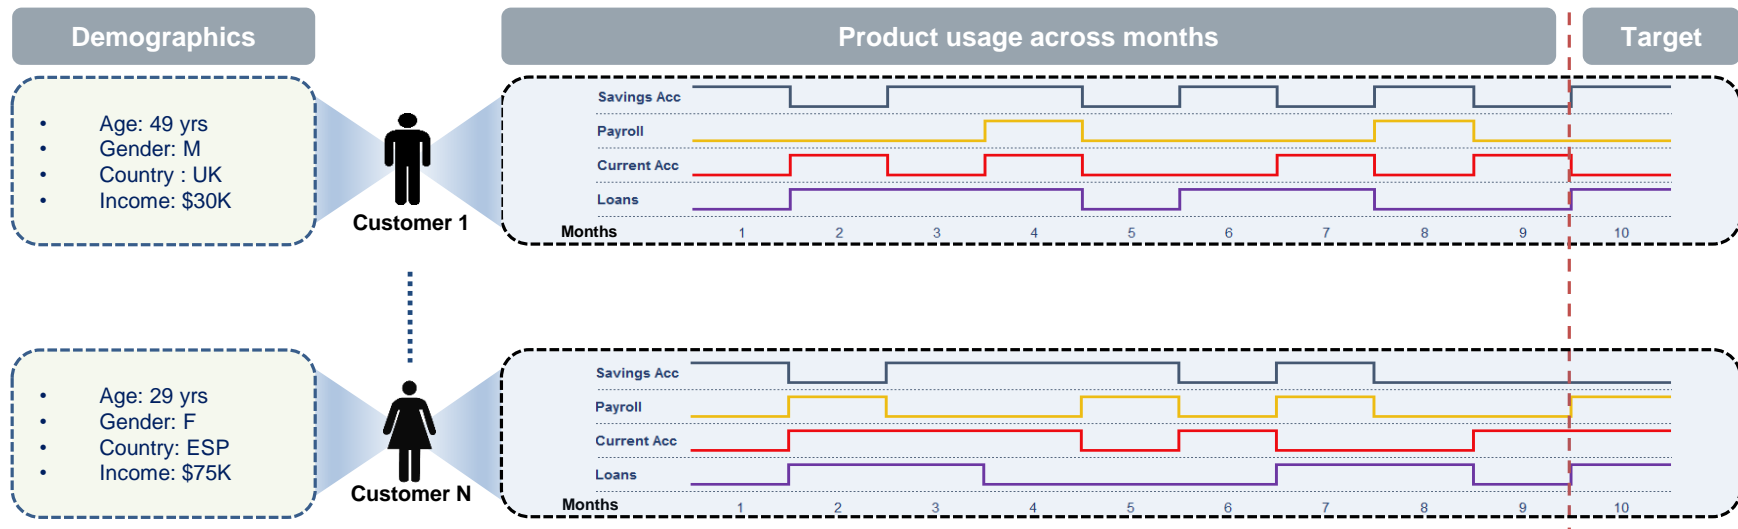 Demographics
Product usage across months
Target
• Age: 49 yrs
• Gender: M
• Country : UK
• Income: $30K
Customer 1
Savings Acc
Payroll
Current Acc
Loans
Months 1 2 3 4 5 6 7 8 9 10
• Age: 29 yrs
• Gender: F
• Country: ESP
• Income: $75K
Customer N
Savings Acc
Payroll
Current Acc
Loans
Months 1 2 3 4 5 6 7 8 9 10